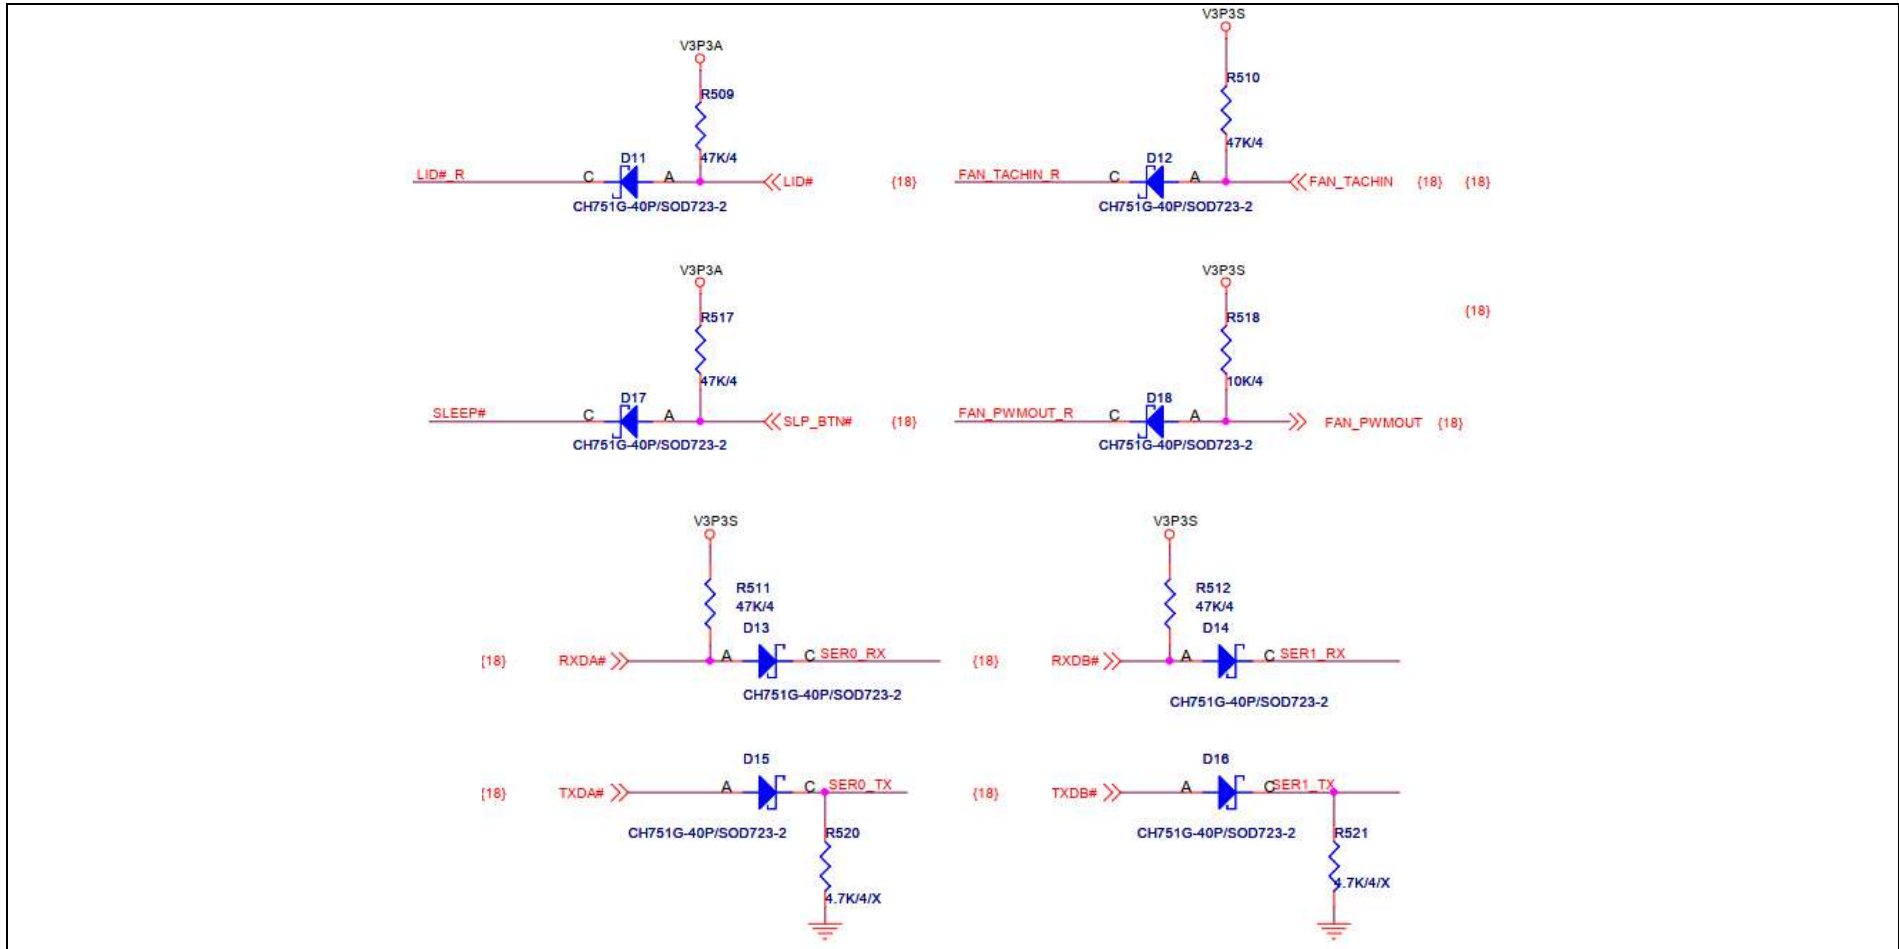 V3P3A
R509
47K/4
LID#_R
C
D11
A
LID#
{18}
CH751G-40P/SOD723-2
V3P3S
R510
47K/4
FAN_TACHIN_R
C
D12
A
FAN_TACHIN
{18}
{18}
CH751G-40P/SOD723-2
V3P3A
R517
47K/4
SLEEP#
C
D17
A
SLP_BTN#
{18}
CH751G-40P/SOD723-2
V3P3S
R518
10K/4
{18}
FAN_PWMOUT_R
C
D18
A
FAN_PWMOUT
{18}
CH751G-40P/SOD723-2
V3P3S
R511
47K/4
D13
{18}
RXDA#
A
C
SER0_RX
CH751G-40P/SOD723-2
V3P3S
R512
47K/4
D14
{18}
RXDB#
A
C
SER1_RX
CH751G-40P/SOD723-2
D15
{18}
TXDA#
A
C
SER0_TX
CH751G-40P/SOD723-2
R520
4.7K/4/X
D16
{18}
TXDB#
A
C
SER1_TX
CH751G-40P/SOD723-2
R521
4.7K/4/X